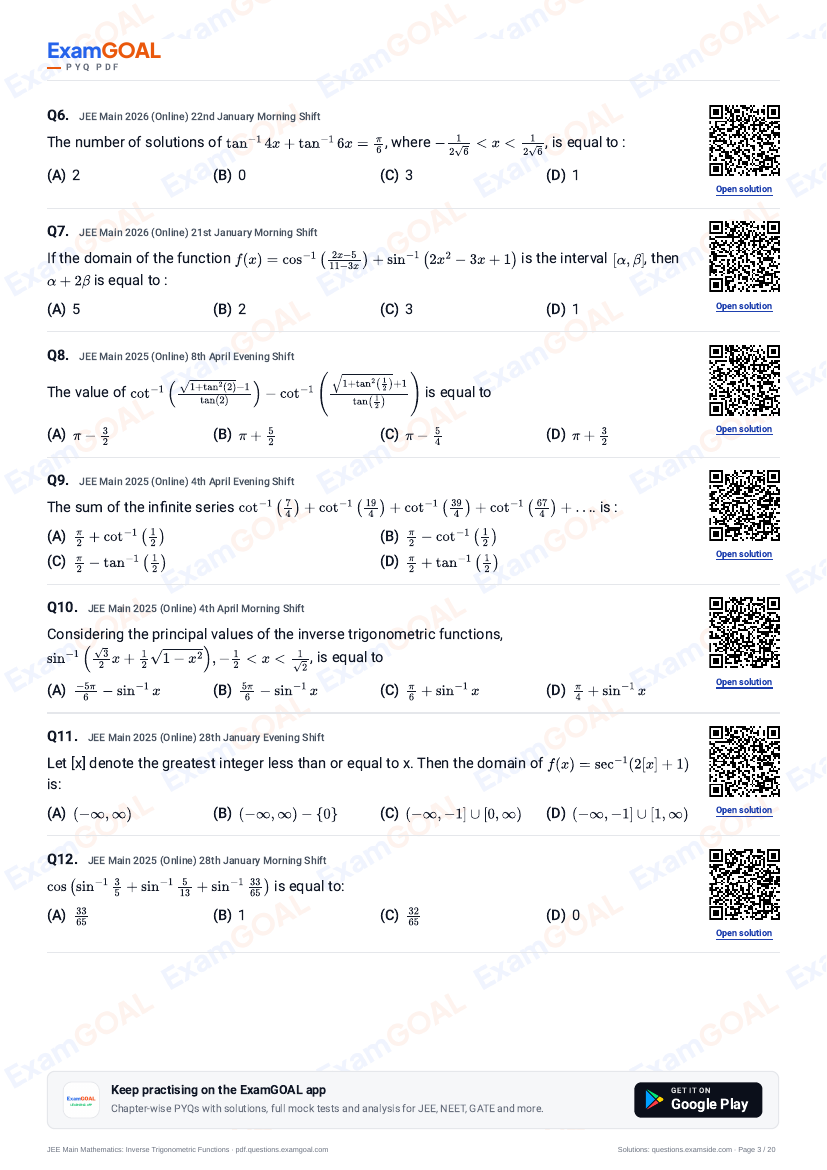 ExamGOAL
PYQ PDF
Q6. JEE Main 2026 (Online) 22nd January Morning Shift
The number of solutions of tan⁻¹ 4x + tan⁻¹ 6x = π/6, where −1/(2√6) < x < 1/(2√6), is equal to :
(A) 2 (B) 0 (C) 3 (D) 1
Open solution
Q7. JEE Main 2026 (Online) 21st January Morning Shift
If the domain of the function f(x) = cos⁻¹ ((2x−5)/(11−3x)) + sin⁻¹ (2x² − 3x + 1) is the interval [α, β], then
α + 2β is equal to :
(A) 5 (B) 2 (C) 3 (D) 1
Open solution
Q8. JEE Main 2025 (Online) 8th April Evening Shift
The value of cot⁻¹ ((√(1+tan²(2))−1)/tan(2)) − cot⁻¹ ((√(1+tan²(1/2))+1)/tan(1/2)) is equal to
(A) π − 3/2 (B) π + 5/2 (C) π − 5/4 (D) π + 3/2
Open solution
Q9. JEE Main 2025 (Online) 4th April Evening Shift
The sum of the infinite series cot⁻¹ (7/4) + cot⁻¹ (19/4) + cot⁻¹ (39/4) + cot⁻¹ (67/4) + .... is :
(A) π/2 + cot⁻¹ (1/2) (B) π/2 − cot⁻¹ (1/2)
(C) π/2 − tan⁻¹ (1/2) (D) π/2 + tan⁻¹ (1/2)
Open solution
Q10. JEE Main 2025 (Online) 4th April Morning Shift
Considering the principal values of the inverse trigonometric functions,
sin⁻¹ (√3/2 x + 1/2 √(1 − x²)), −1/2 < x < 1/√2, is equal to
(A) −5π/6 − sin⁻¹ x (B) 5π/6 − sin⁻¹ x (C) π/6 + sin⁻¹ x (D) π/4 + sin⁻¹ x
Open solution
Q11. JEE Main 2025 (Online) 28th January Evening Shift
Let [x] denote the greatest integer less than or equal to x. Then the domain of f(x) = sec⁻¹(2[x] + 1)
is:
(A) (−∞, ∞) (B) (−∞, ∞) − {0} (C) (−∞, −1] ∪ [0, ∞) (D) (−∞, −1] ∪ [1, ∞)
Open solution
Q12. JEE Main 2025 (Online) 28th January Morning Shift
cos (sin⁻¹ 3/5 + sin⁻¹ 5/13 + sin⁻¹ 33/65) is equal to:
(A) 33/65 (B) 1 (C) 32/65 (D) 0
Open solution
Keep practising on the ExamGOAL app
Chapter-wise PYQs with solutions, full mock tests and analysis for JEE, NEET, GATE and more.
ExamGOAL
GET IT ON
Google Play
JEE Main Mathematics: Inverse Trigonometric Functions · pdf.questions.examgoal.com
Solutions: questions.examside.com · Page 3 / 20